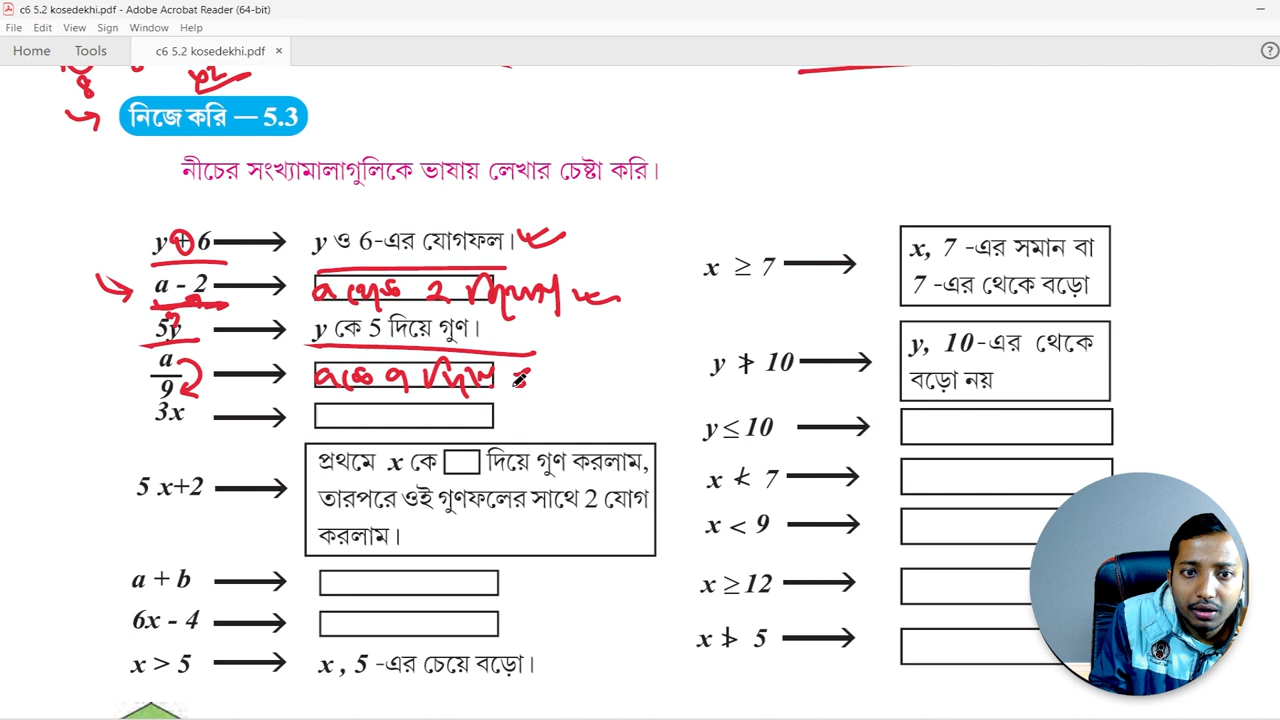 c6 5.2 kosedekhi.pdf - Adobe Acrobat Reader (64-bit)
File Edit View Sign Window Help
Home Tools c6 5.2 kosedekhi.pdf ×
নিজে করি — 5.3
নীচের সংখ্যামালাগুলিকে ভাষায় লেখার চেষ্টা করি।
y + 6 → y ও 6-এর যোগফল।
a - 2 → a থেকে 2 বিয়োগ
5y → y কে 5 দিয়ে গুণ।
a/9 → a কে 9 দিয়ে
3x →
5 x+2 → প্রথমে x কে দিয়ে গুণ করলাম,
তারপরে ওই গুণফলের সাথে 2 যোগ
করলাম।
a + b →
6x - 4 →
x > 5 → x , 5 -এর চেয়ে বড়ো।
x ≥ 7 → x, 7 -এর সমান বা
7 -এর থেকে বড়ো
y ≯ 10 → y, 10-এর থেকে
বড়ো নয়
y ≤ 10 →
x ≮ 7 →
x < 9 →
x ≥ 12 →
x ≯ 5 →